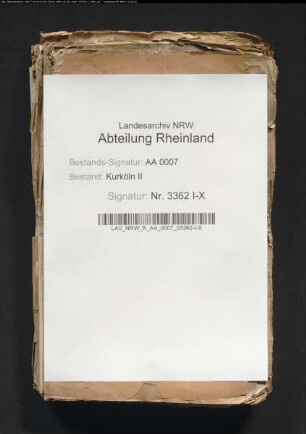 Landesarchiv NRW
Abteilung Rheinland
Bestands-Signatur: AA 0007
Bestand: Kurköln II
Signatur: Nr. 3362 I-X
LAV_NRW_R_AA_0007_03362-I-X